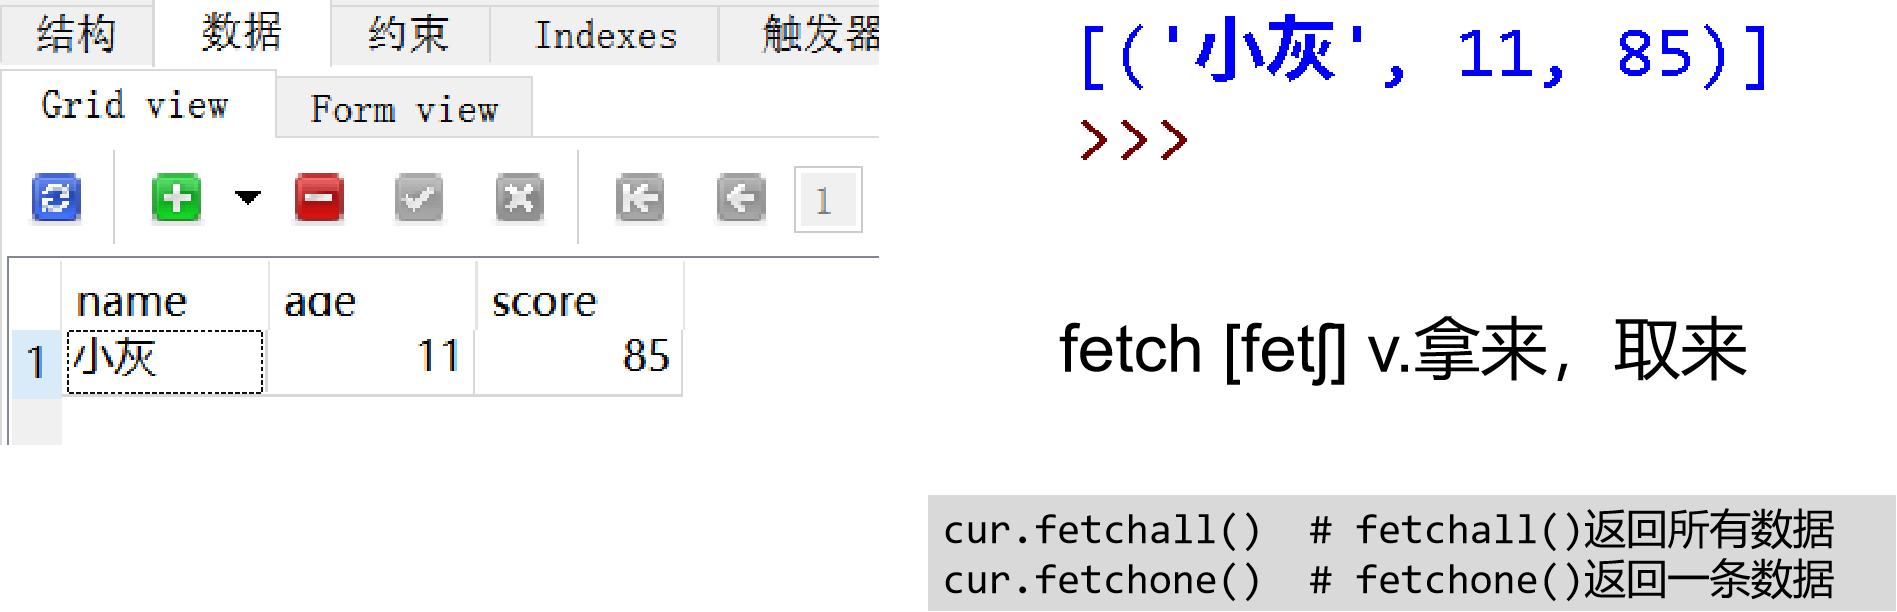 结构 数据 约束 Indexes 触发器
Grid view Form view
1
name age score
1 小灰 11 85
[('小灰', 11, 85)]
>>>
fetch [fetʃ] v.拿来，取来
cur.fetchall() # fetchall()返回所有数据
cur.fetchone() # fetchone()返回一条数据